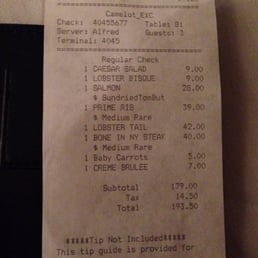 Camelot_EXC
Check: 40455677 Table: B1
Server: Alfred Guests: 3
Terminal: 4045
Regular Check
1 CAESAR SALAD 9.00
1 LOBSTER BISQUE 9.00
1 SALMON 28.00
% SundriedTomBut
1 PRIME RIB 39.00
% Medium Rare
1 LOBSTER TAIL 42.00
1 BONE IN NY STEAK 40.00
% Medium Rare
1 Baby Carrots 5.00
1 CREME BRULEE 7.00
Subtotal 179.00
Tax 14.50
Total 193.50
#####Tip Not Included#####
This tip guide is provided for